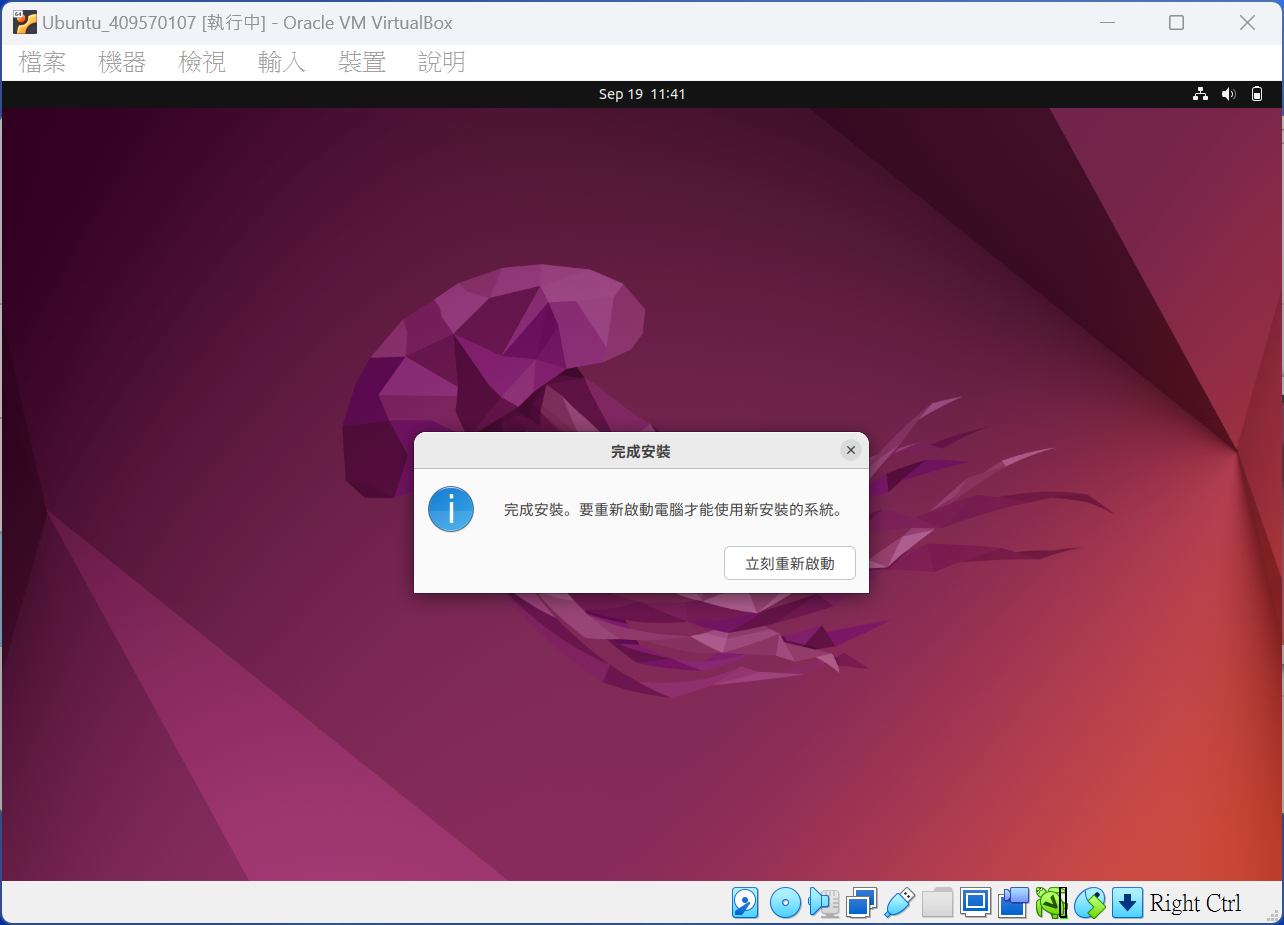 Ubuntu_409570107 [執行中] - Oracle VM VirtualBox
檔案 機器 檢視 輸入 裝置 說明
Sep 19 11:41
完成安裝
完成安裝。要重新啟動電腦才能使用新安裝的系統。
立刻重新啟動
Right Ctrl